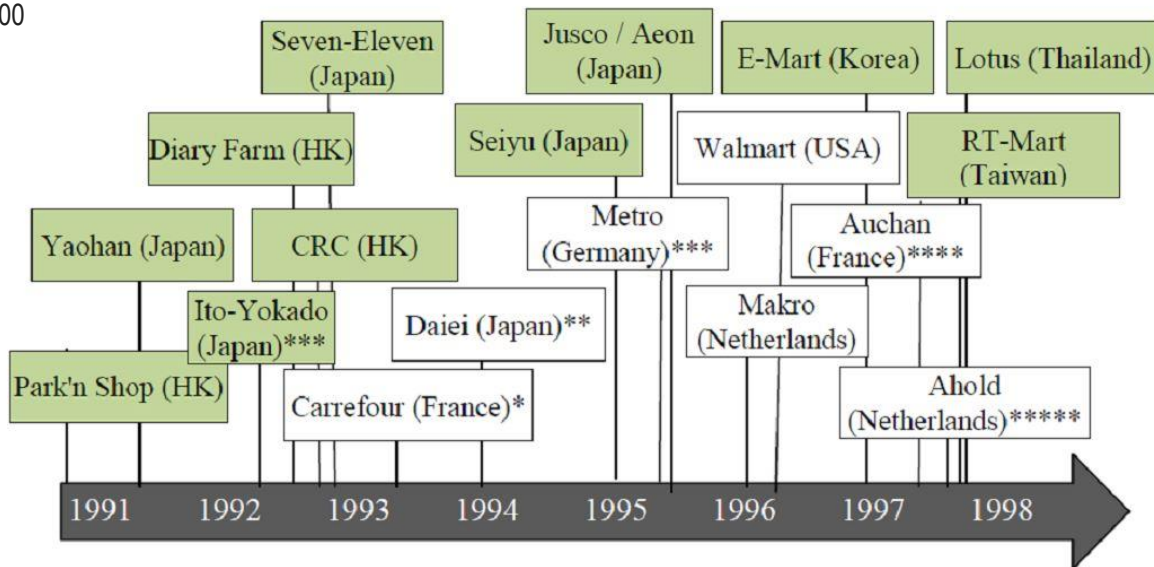 00
Seven-Eleven
(Japan)
Jusco / Aeon
(Japan)
E-Mart (Korea)
Lotus (Thailand)
Diary Farm (HK)
Seiyu (Japan)
Walmart (USA)
RT-Mart
(Taiwan)
Yaohan (Japan)
CRC (HK)
Metro
(Germany)***
Auchan
(France)****
Ito-Yokado
(Japan)***
Daiei (Japan)**
Makro
(Netherlands)
Park'n Shop (HK)
Carrefour (France)*
Ahold
(Netherlands)*****
1991 1992 1993 1994 1995 1996 1997 1998